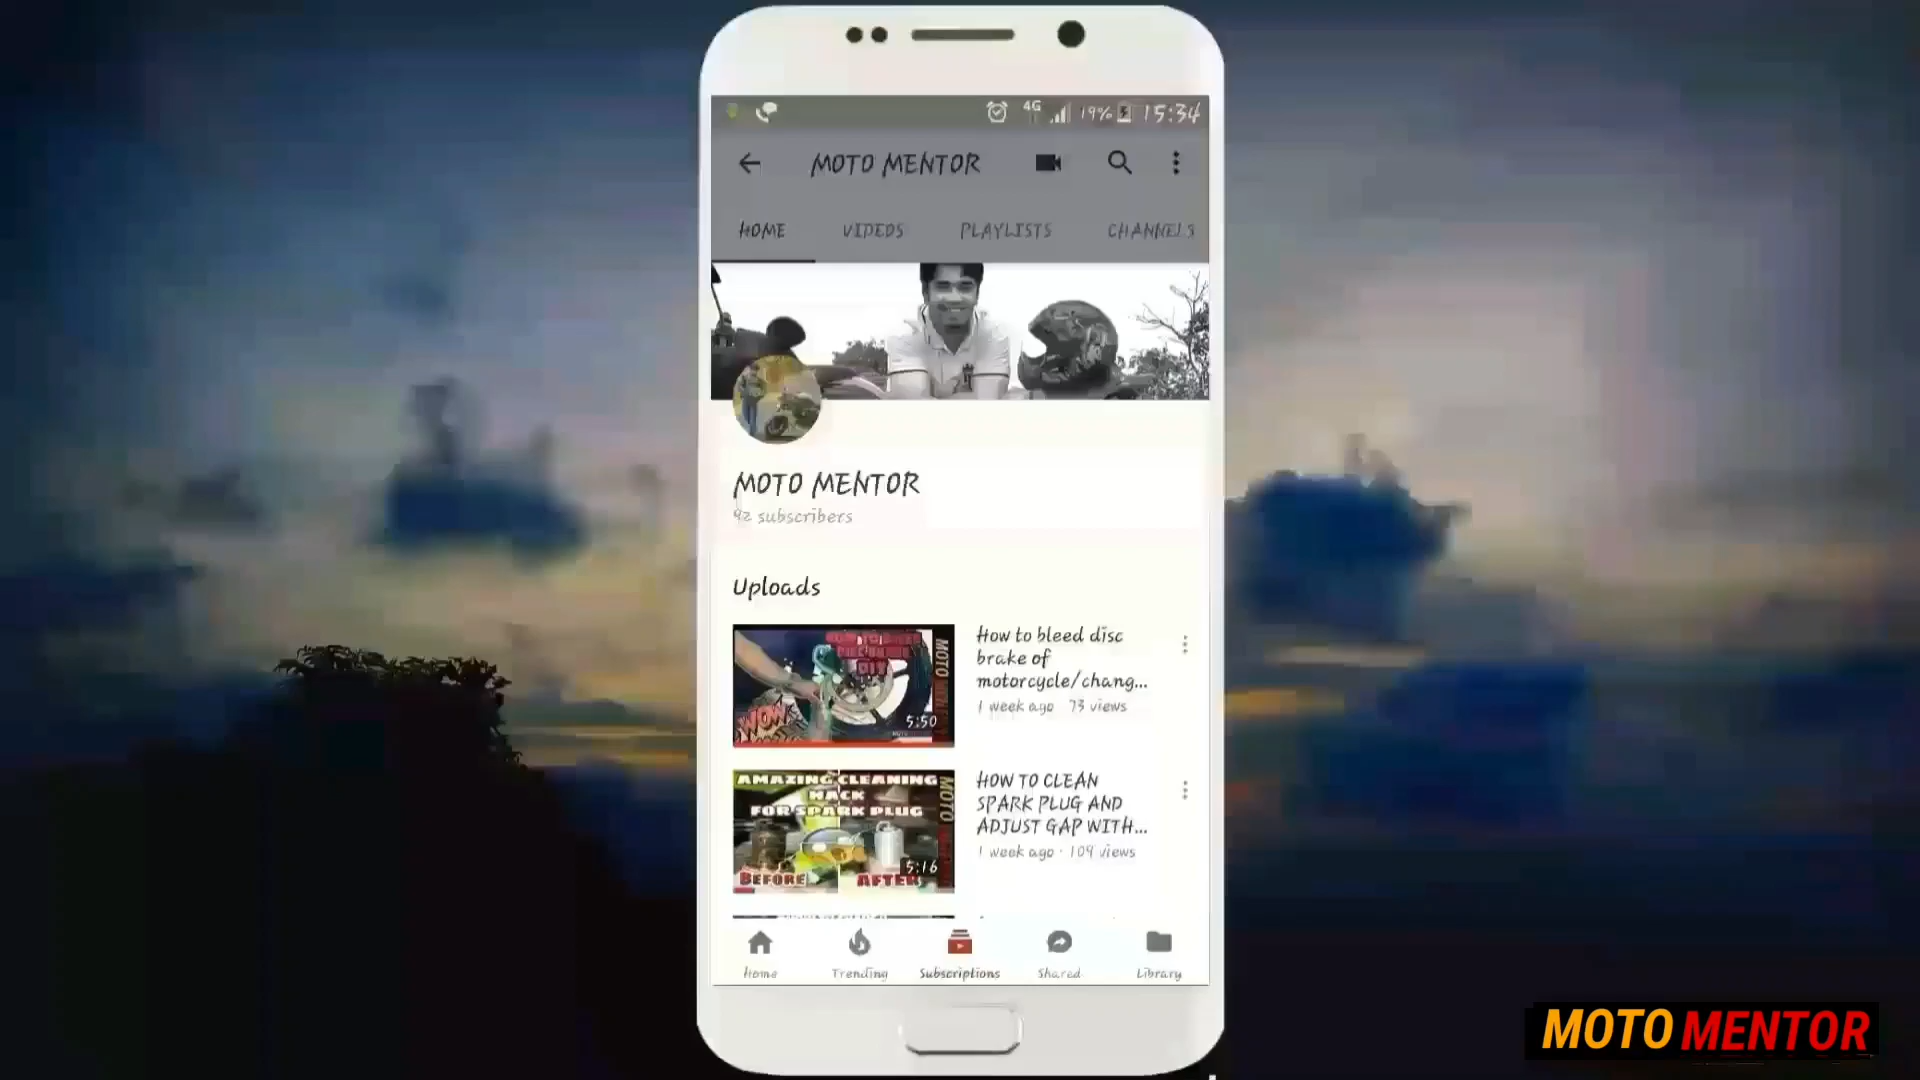 4G 19% 15:34
MOTO MENTOR
HOME VIDEOS PLAYLISTS CHANNELS
MOTO MENTOR
92 subscribers
Uploads
How to bleed disc
brake of
motorcycle/chang...
1 week ago · 73 views
MOTO
WOW
5:50
HOW TO CLEAN
SPARK PLUG AND
ADJUST GAP WITH...
1 week ago · 109 views
AMAZING CLEANING
HACK
FOR SPARK PLUG
MOTO
BEFORE AFTER
5:16
Home Trending Subscriptions Shared Library
MOTO MENTOR